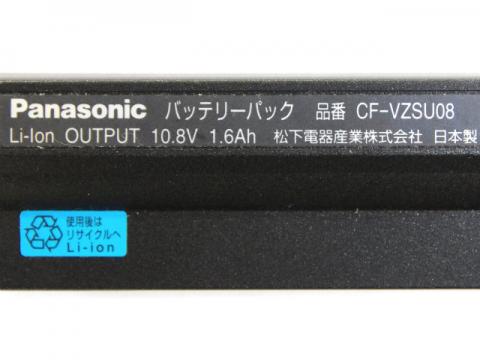 Panasonic バッテリーパック 品番 CF-VZSU08
Li-Ion OUTPUT 10.8V 1.6Ah 松下電器産業株式会社 日本製
使用後は
リサイクルへ
Li-ion